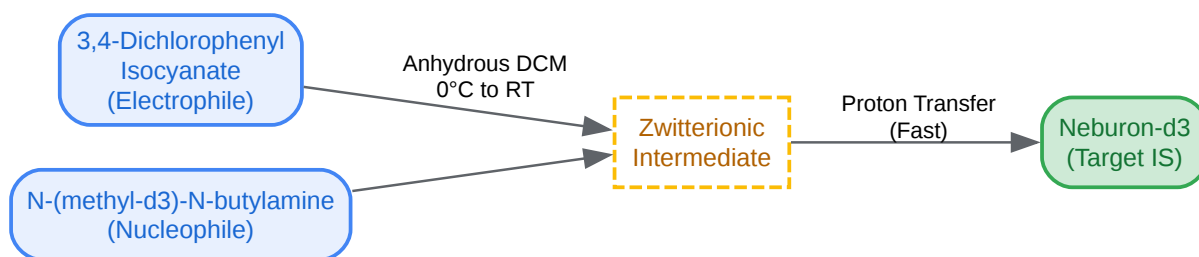 3,4-Dichlorophenyl
Isocyanate
(Electrophile)
Anhydrous DCM
0°C to RT
N-(methyl-d3)-N-butylamine
(Nucleophile)
Zwitterionic
Intermediate
Proton Transfer
(Fast)
Neburon-d3
(Target IS)